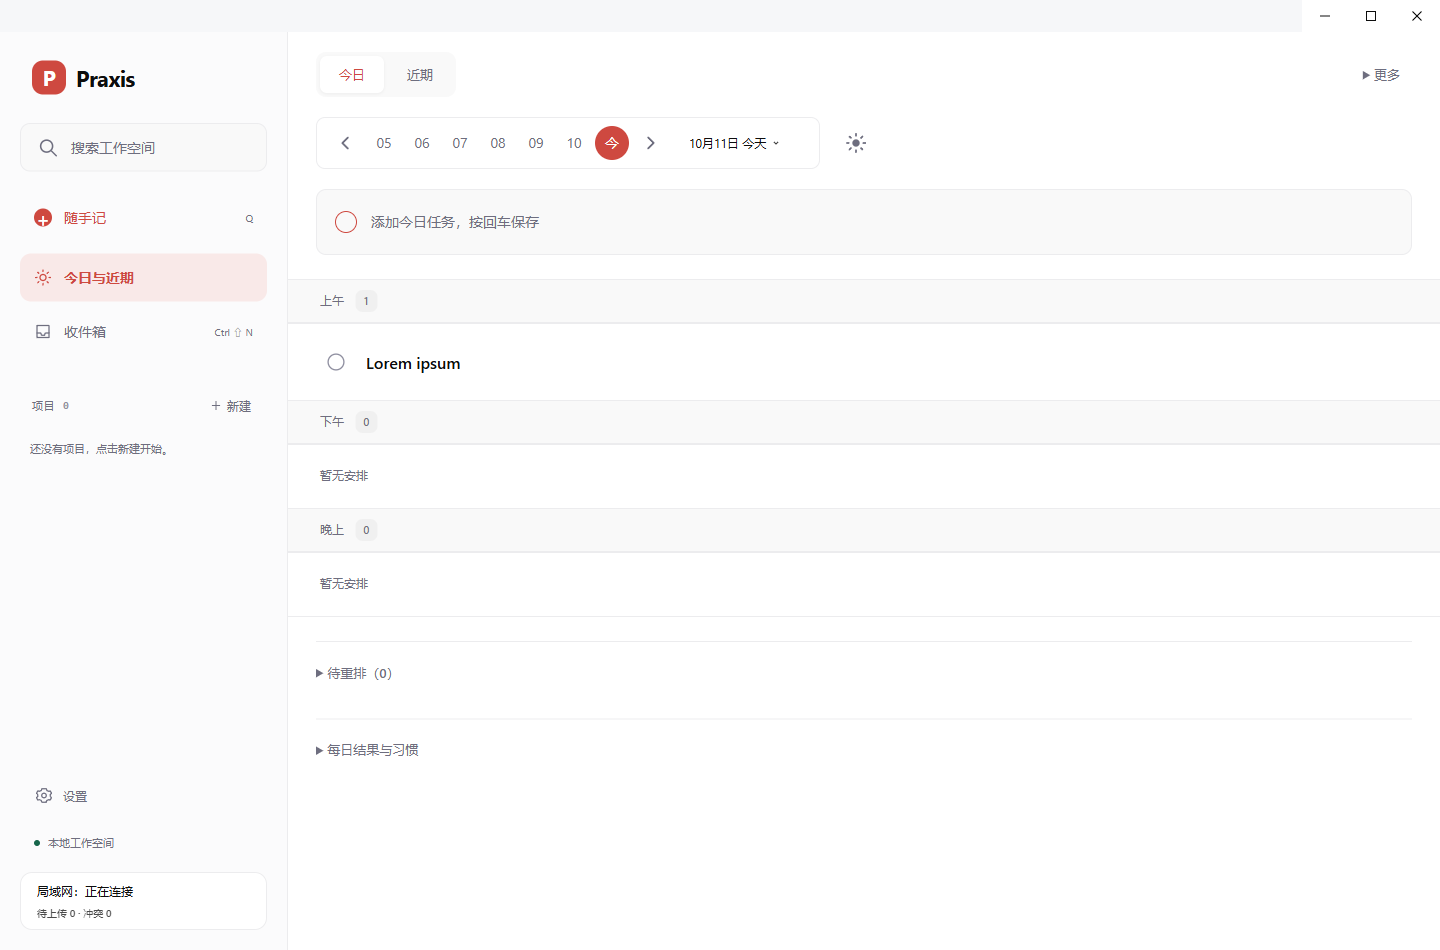 P Praxis
搜索工作空间
随手记 Q
今日与近期
收件箱 Ctrl ⇧ N
项目 0 + 新建
还没有项目，点击新建开始。
设置
本地工作空间
局域网：正在连接
待上传 0 · 冲突 0
今日 近期
更多
05 06 07 08 09 10 今 10月11日 今天
添加今日任务，按回车保存
上午 1
Lorem ipsum
下午 0
暂无安排
晚上 0
暂无安排
待重排（0）
每日结果与习惯